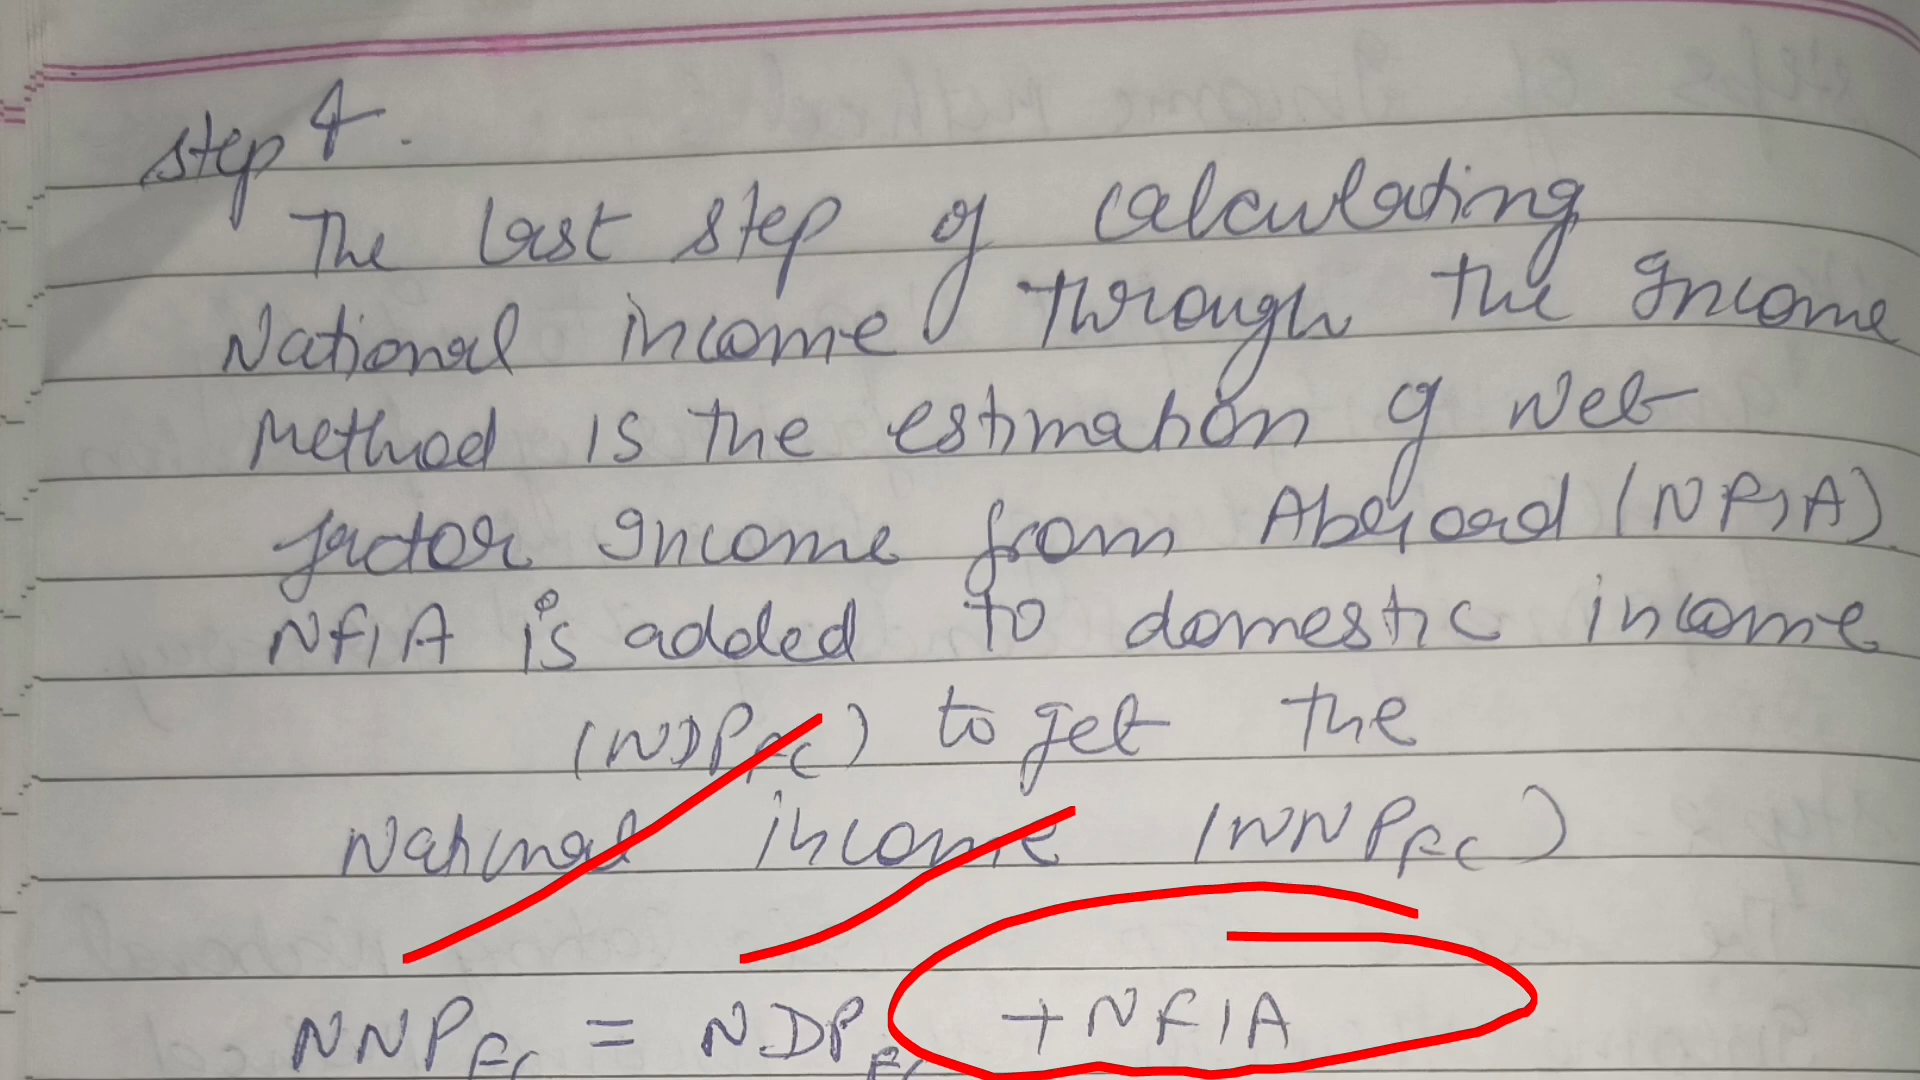 step 4.
The last step of calculating
National income through the Income
Method is the estimation of Net
factor Income from Abroad (NFIA).
NFIA is added to domestic income
(NDPFC) to get the
National income (NNPFC)
NNPFC = NDPFC + NFIA